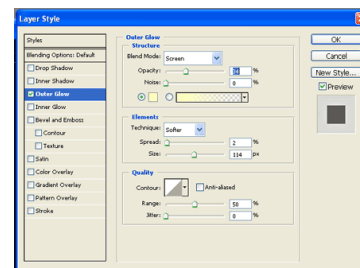 Layer Style
Styles
Blending Options: Default
Drop Shadow
Inner Shadow
Outer Glow
Inner Glow
Bevel and Emboss
Contour
Texture
Satin
Color Overlay
Gradient Overlay
Pattern Overlay
Stroke
Outer Glow
Structure
Blend Mode: Screen
Opacity: %
Noise: 0 %
Elements
Technique: Softer
Spread: 2 %
Size: 114 px
Quality
Contour: Anti-aliased
Range: 50 %
Jitter: 0 %
OK
Cancel
New Style...
Preview